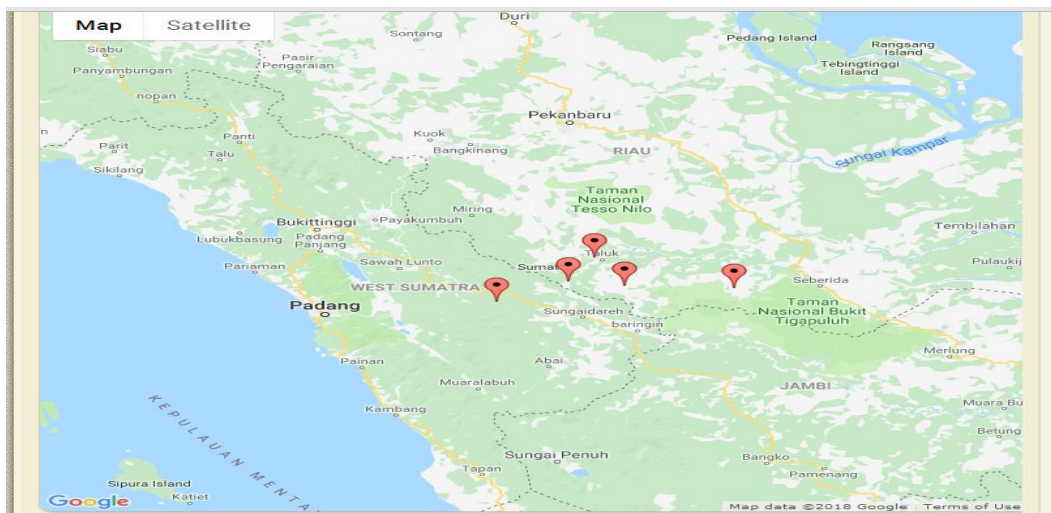 Map
Satellite
Duri
Sontang
Siabu
Pasir
Pengaraian
Panyambungan
Pedang Island
Rangsang
Island
Tebingtinggi
Island
nopan
Pekanbaru
Panti
Kuok
Bangkinang
RIAU
Parit
Talu
Sikilang
Sungai Kampar
Taman
Nasional
Tesso Nilo
Miring
Bukittinggi
Payakumbuh
Tembilahan
Lubukbasung
Padang
Panjang
Sawah Lunto
Taluk
Pulaukij
Pariaman
Sumat
Seberida
WEST SUMATRA
Padang
Sungaidareh
Taman
Nasional Bukit
Tigapuluh
baringin
Merlung
Painan
Abai
Muaralabuh
JAMBI
Muara Bu
Kambang
KEPULAUAN MENTA
Betung
Sungai Penuh
Bangko
Tapan
Pamenang
Sipura Island
Katiet
Google
Map data ©2018 Google
Terms of Use